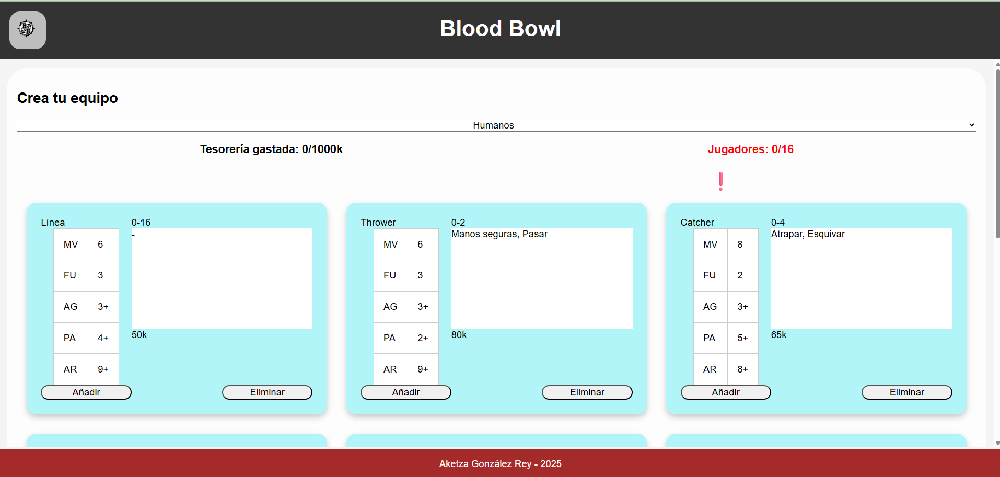 Blood Bowl
Crea tu equipo
Humanos
Tesorería gastada: 0/1000k
Jugadores: 0/16
❗
Línea 0-16
-
MV 6
FU 3
AG 3+
PA 4+
50k
AR 9+
Añadir Eliminar
Thrower 0-2
Manos seguras, Pasar
MV 6
FU 3
AG 3+
PA 2+
80k
AR 9+
Añadir Eliminar
Catcher 0-4
Atrapar, Esquivar
MV 8
FU 2
AG 3+
PA 5+
65k
AR 8+
Añadir Eliminar
Aketza González Rey - 2025